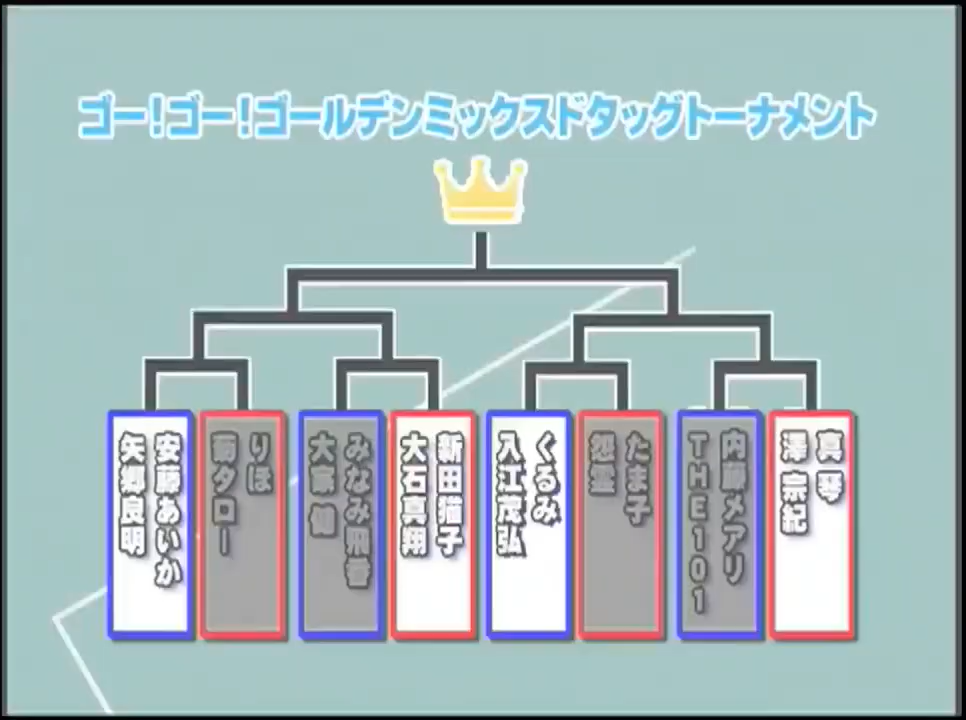 ゴー!ゴー!ゴールデンミックスドタッグトーナメント
安藤あいか
矢郷良明
りほ
菊タロー
みなみ飛香
大家 健
新田猫子
大石真翔
くるみ
入江茂弘
たま子
怨霊
内藤メアリ
THE101
真琴
澤 宗紀